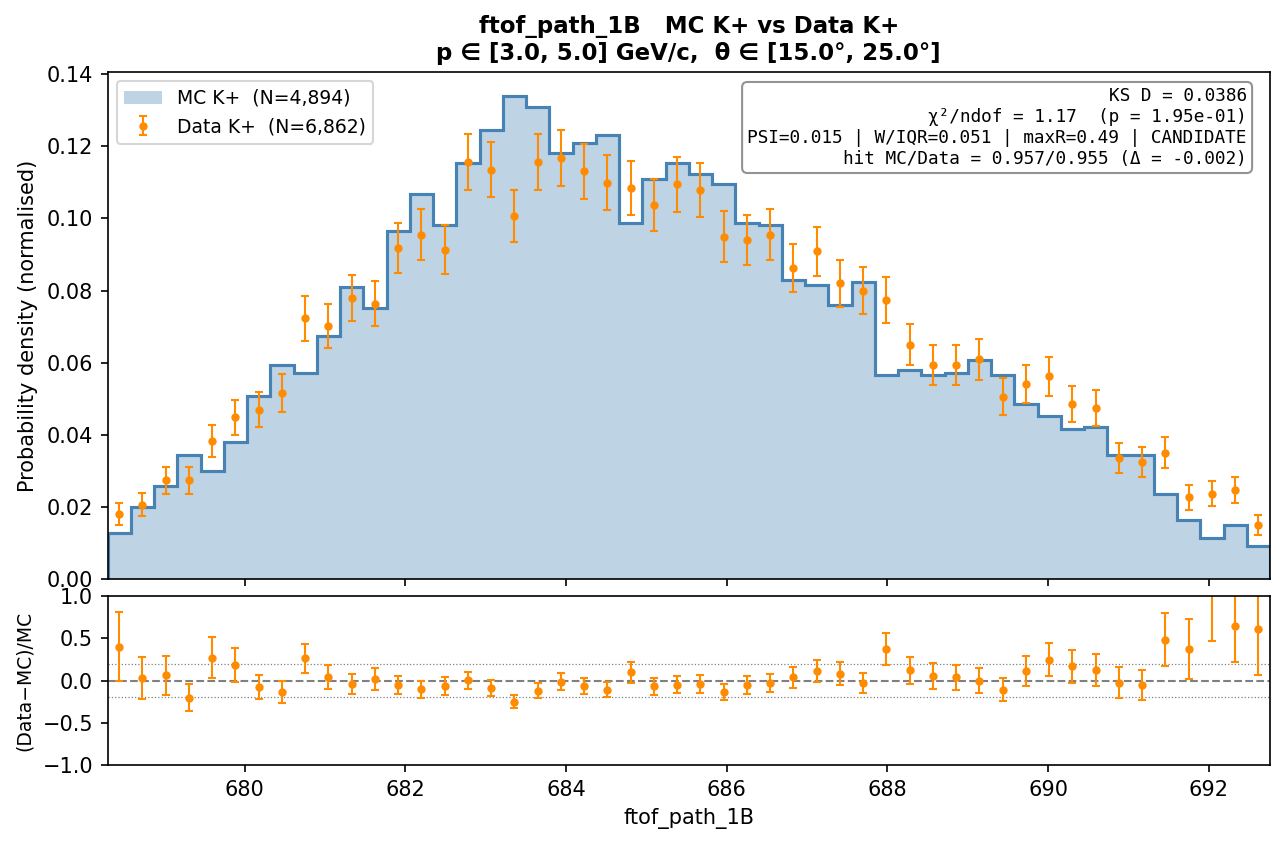 ftof_path_1B   MC K+ vs Data K+
p ∈ [3.0, 5.0] GeV/c,  θ ∈ [15.0°, 25.0°]
MC K+  (N=4,894)
Data K+  (N=6,862)
KS D = 0.0386
χ²/ndof = 1.17  (p = 1.95e-01)
PSI=0.015 | W/IQR=0.051 | maxR=0.49 | CANDIDATE
hit MC/Data = 0.957/0.955 (Δ = -0.002)
Probability density (normalised)
0.14
0.12
0.10
0.08
0.06
0.04
0.02
0.00
(Data−MC)/MC
1.0
0.5
0.0
−0.5
−1.0
680 682 684 686 688 690 692
ftof_path_1B